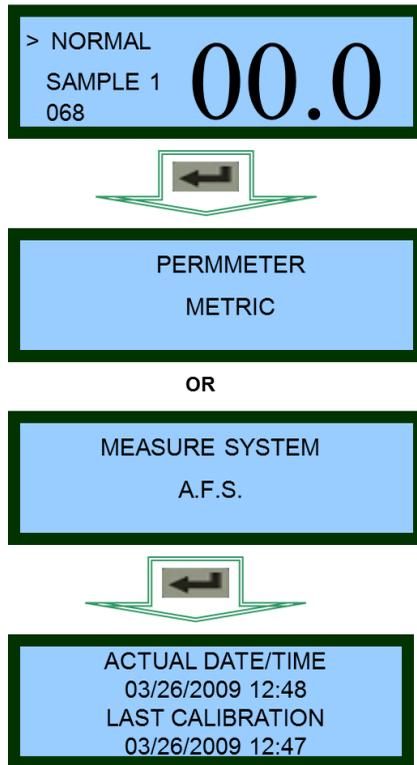 > NORMAL
SAMPLE 1
068
00.0
PERMMETER
METRIC
OR
MEASURE SYSTEM
A.F.S.
ACTUAL DATE/TIME
03/26/2009 12:48
LAST CALIBRATION
03/26/2009 12:47